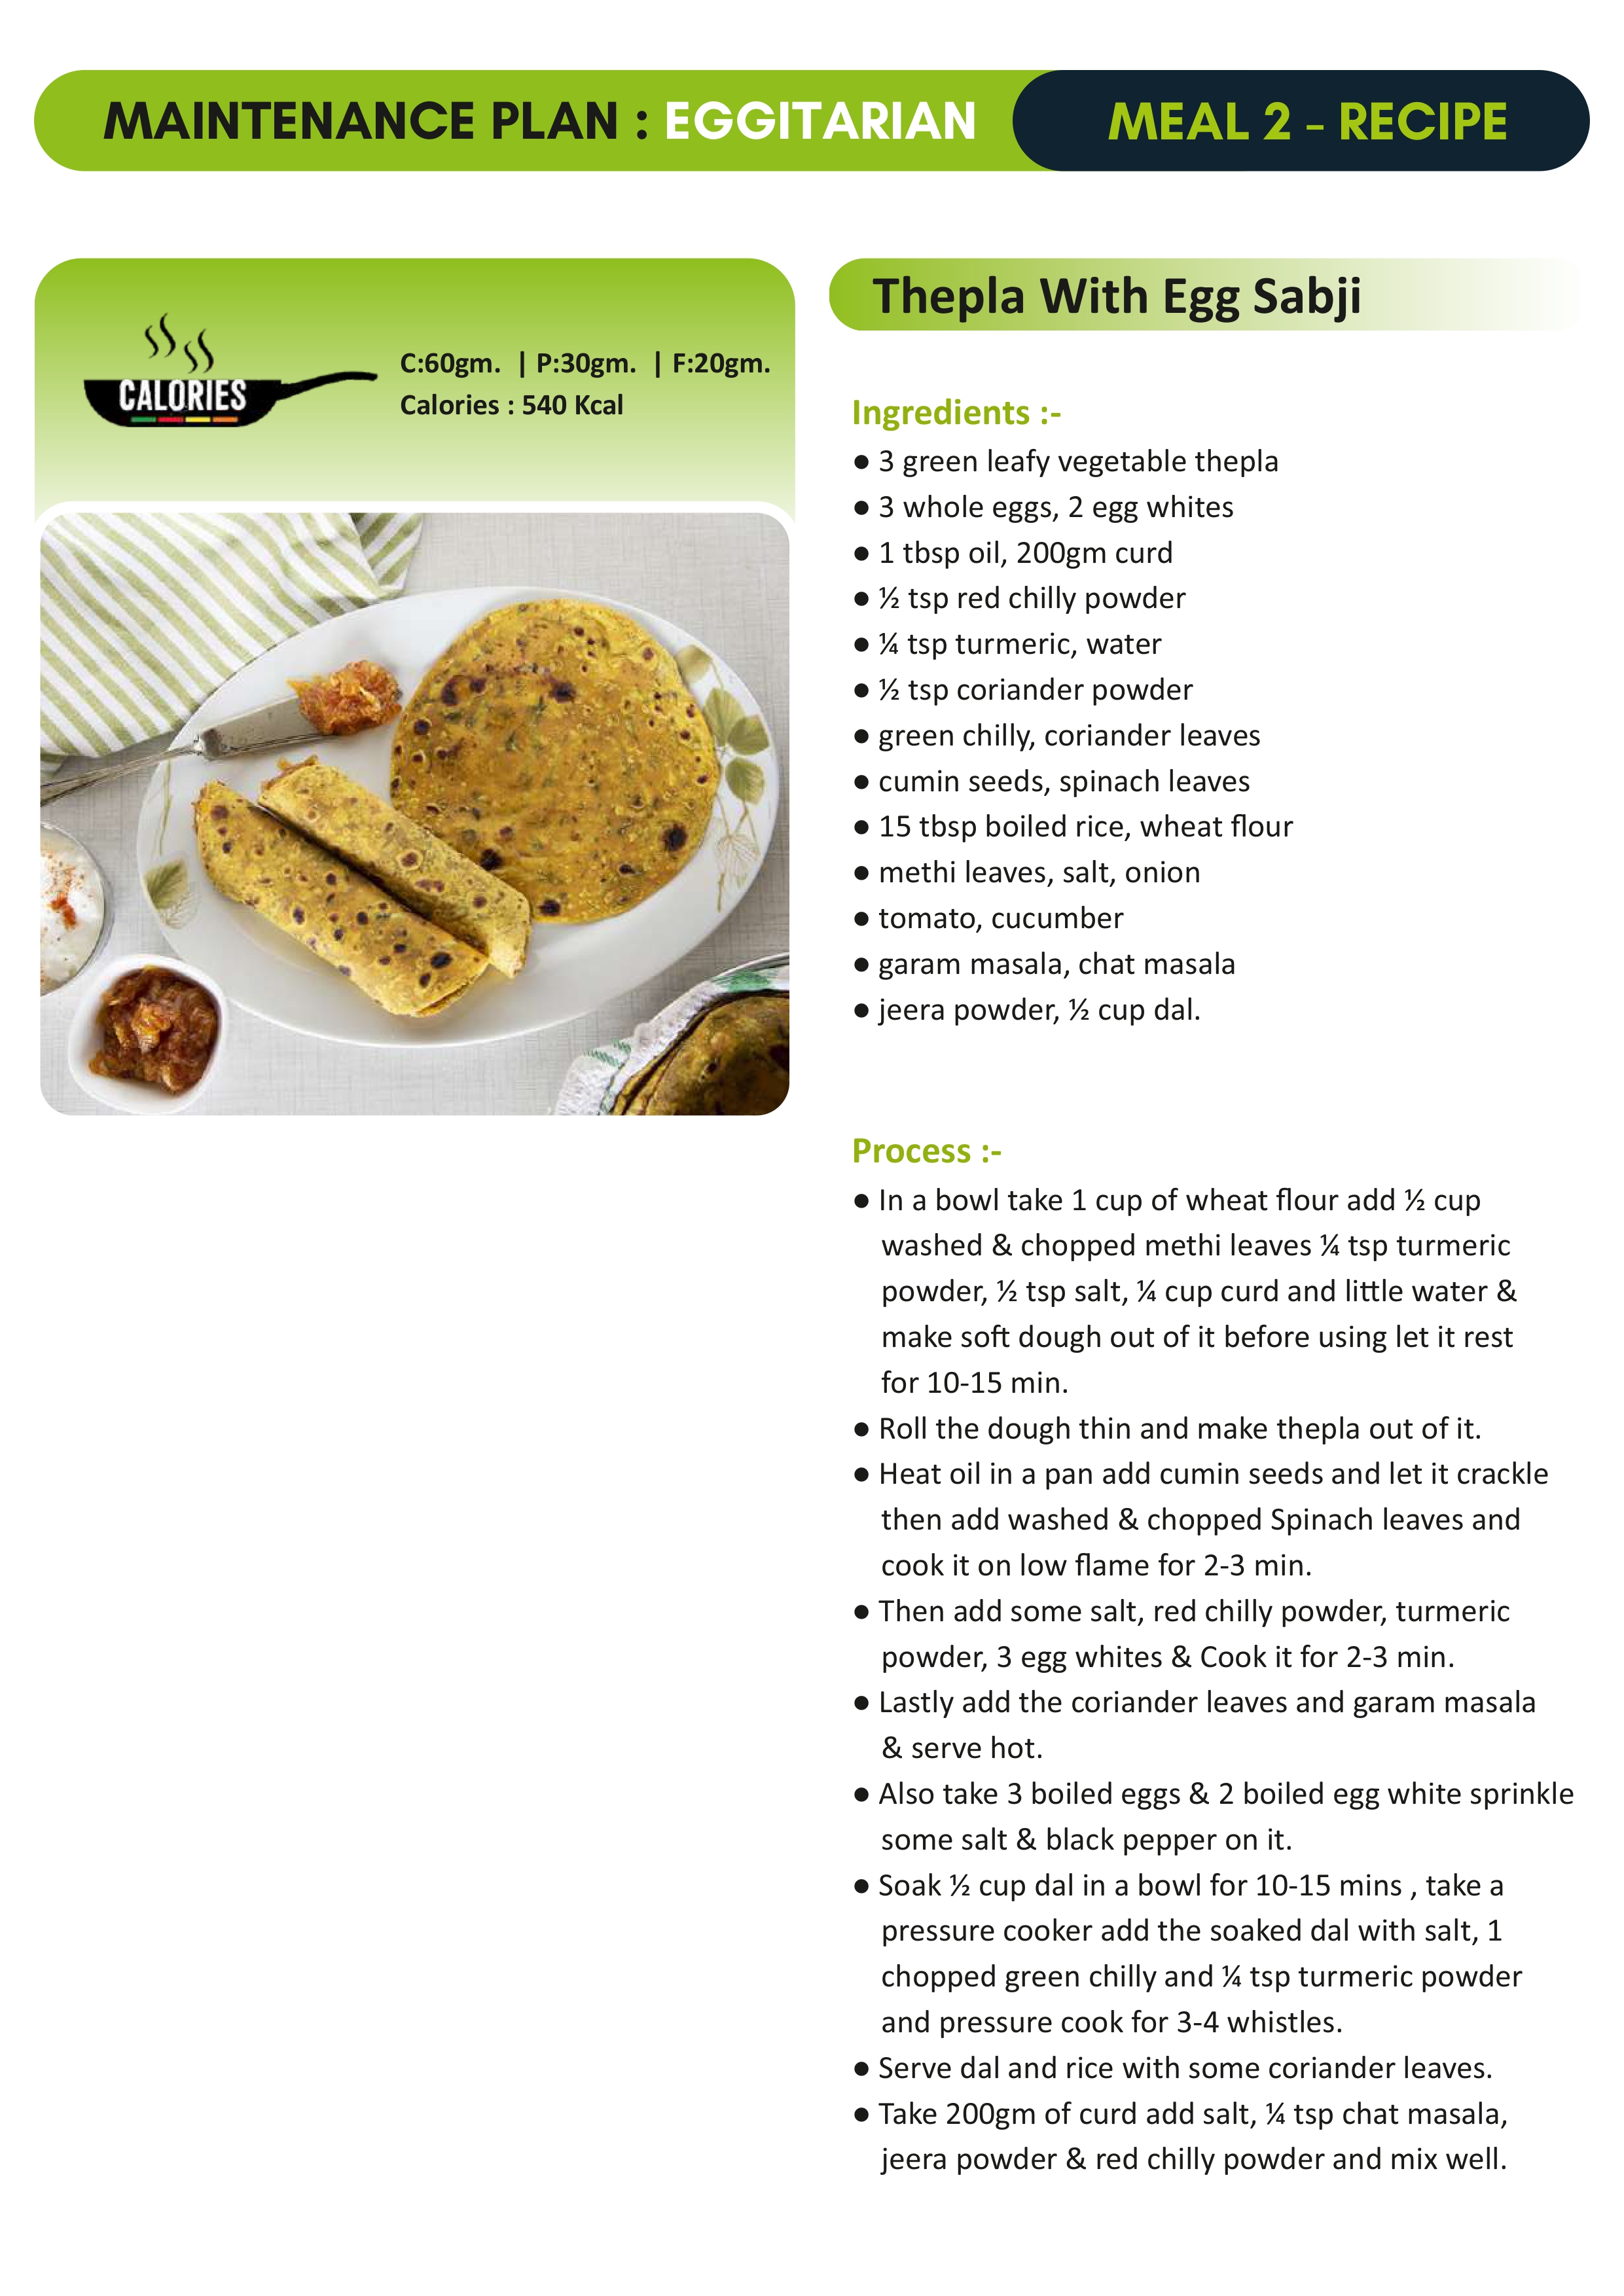 MAINTENANCE PLAN : EGGITARIAN
MEAL 2 - RECIPE
CALORIES
C:60gm. | P:30gm. | F:20gm.
Calories : 540 Kcal
Thepla With Egg Sabji
Ingredients :-
● 3 green leafy vegetable thepla
● 3 whole eggs, 2 egg whites
● 1 tbsp oil, 200gm curd
● ½ tsp red chilly powder
● ¼ tsp turmeric, water
● ½ tsp coriander powder
● green chilly, coriander leaves
● cumin seeds, spinach leaves
● 15 tbsp boiled rice, wheat flour
● methi leaves, salt, onion
● tomato, cucumber
● garam masala, chat masala
● jeera powder, ½ cup dal.
Process :-
● In a bowl take 1 cup of wheat flour add ½ cup
washed & chopped methi leaves ¼ tsp turmeric
powder, ½ tsp salt, ¼ cup curd and little water &
make soft dough out of it before using let it rest
for 10-15 min.
● Roll the dough thin and make thepla out of it.
● Heat oil in a pan add cumin seeds and let it crackle
then add washed & chopped Spinach leaves and
cook it on low flame for 2-3 min.
● Then add some salt, red chilly powder, turmeric
powder, 3 egg whites & Cook it for 2-3 min.
● Lastly add the coriander leaves and garam masala
& serve hot.
● Also take 3 boiled eggs & 2 boiled egg white sprinkle
some salt & black pepper on it.
● Soak ½ cup dal in a bowl for 10-15 mins , take a
pressure cooker add the soaked dal with salt, 1
chopped green chilly and ¼ tsp turmeric powder
and pressure cook for 3-4 whistles.
● Serve dal and rice with some coriander leaves.
● Take 200gm of curd add salt, ¼ tsp chat masala,
jeera powder & red chilly powder and mix well.